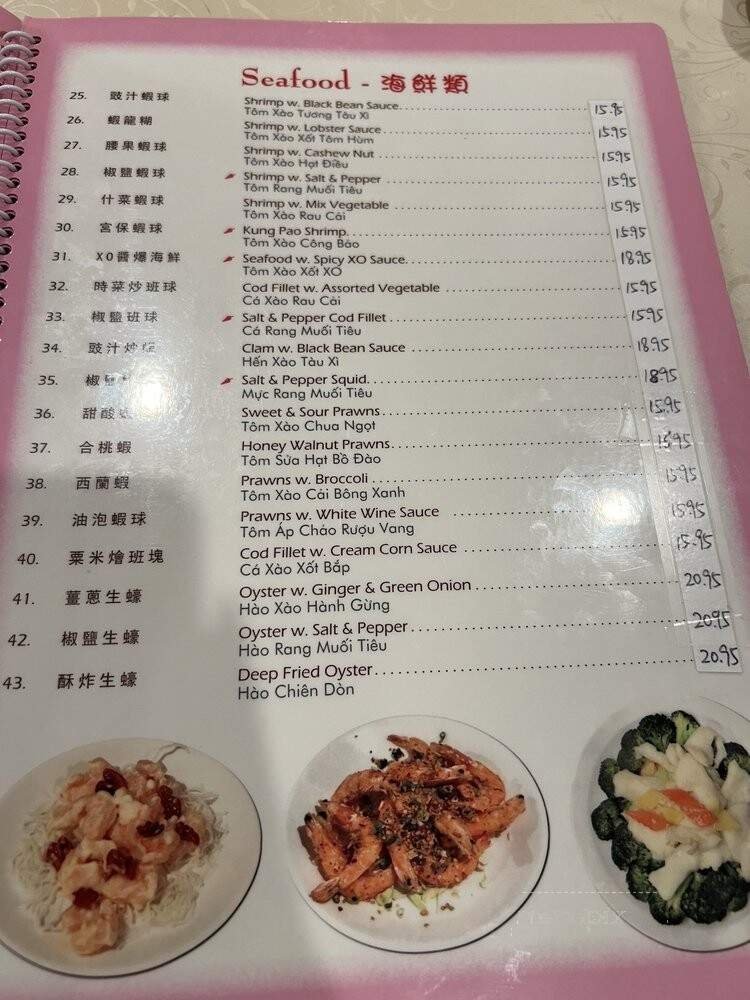 Seafood - 海鮮類
25. 豉汁蝦球 Shrimp w. Black Bean Sauce 15.95
Tôm Xào Tương Tàu Xì
26. 蝦龍糊 Shrimp w. Lobster Sauce 15.95
Tôm Xào Xốt Tôm Hùm
27. 腰果蝦球 Shrimp w. Cashew Nut 15.95
Tôm Xào Hạt Điều
28. 椒鹽蝦球 Shrimp w. Salt & Pepper 15.95
Tôm Rang Muối Tiêu
29. 什菜蝦球 Shrimp w. Mix Vegetable 15.95
Tôm Xào Rau Cải
30. 宮保蝦球 Kung Pao Shrimp. 15.95
Tôm Xào Công Báo
31. XO醬爆海鮮 Seafood w. Spicy XO Sauce. 18.95
Tôm Xào Xốt XO
32. 時菜炒班球 Cod Fillet w. Assorted Vegetable 15.95
Cá Xào Rau Cải
33. 椒鹽班球 Salt & Pepper Cod Fillet 15.95
Cá Rang Muối Tiêu
34. 豉汁炒 Clam w. Black Bean Sauce 18.95
Hến Xào Tàu Xì
35. 椒鹽 Salt & Pepper Squid. 18.95
Mực Rang Muối Tiêu
36. 甜酸 Sweet & Sour Prawns 15.95
Tôm Xào Chua Ngọt
37. 合桃蝦 Honey Walnut Prawns 15.95
Tôm Sửa Hạt Bồ Đào
38. 西蘭蝦 Prawns w. Broccoli 15.95
Tôm Xào Cải Bông Xanh
39. 油泡蝦球 Prawns w. White Wine Sauce 15.95
Tôm Áp Cháo Rượu Vang
40. 粟米燴班塊 Cod Fillet w. Cream Corn Sauce 15.95
Cá Xào Xốt Bắp
41. 薑蔥生蠔 Oyster w. Ginger & Green Onion 20.95
Hào Xào Hành Gừng
42. 椒鹽生蠔 Oyster w. Salt & Pepper 20.95
Hào Rang Muối Tiêu
43. 酥炸生蠔 Deep Fried Oyster 20.95
Hào Chiên Dòn